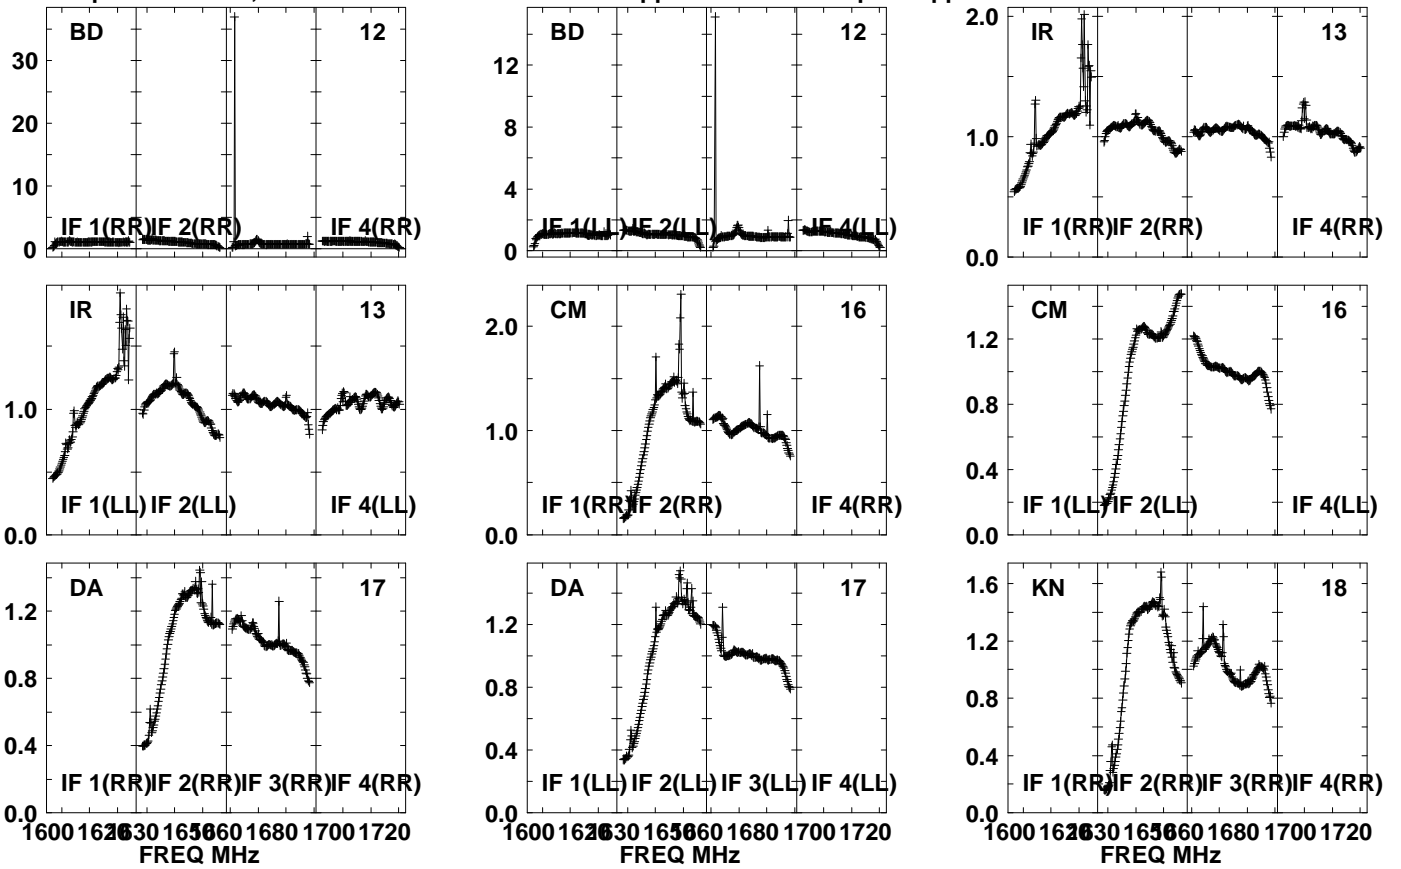 BD 12
30
20
10
0
IF 1(RR) IF 2(RR) IF 4(RR)
BD 12
12
8
4
0
IF 1(LL) IF 2(LL) IF 4(LL)
IR 13
2.0
1.0
0.0
IF 1(RR) IF 2(RR) IF 4(RR)
IR 13
1.0
0.0
IF 1(LL) IF 2(LL) IF 4(LL)
CM 16
2.0
1.0
0.0
IF 1(RR) IF 2(RR) IF 4(RR)
CM 16
1.2
0.8
0.4
0.0
IF 1(LL) IF 2(LL) IF 4(LL)
DA 17
1.2
0.8
0.4
0.0
IF 1(RR) IF 2(RR) IF 3(RR) IF 4(RR)
1600 1620 1630 1650 1660 1680 1700 1720
FREQ MHz
DA 17
1.2
0.8
0.4
0.0
IF 1(LL) IF 2(LL) IF 3(LL) IF 4(LL)
1600 1620 1630 1650 1660 1680 1700 1720
FREQ MHz
KN 18
1.6
1.2
0.8
0.4
0.0
IF 1(RR) IF 2(RR) IF 3(RR) IF 4(RR)
1600 1620 1630 1650 1660 1680 1700 1720
FREQ MHz